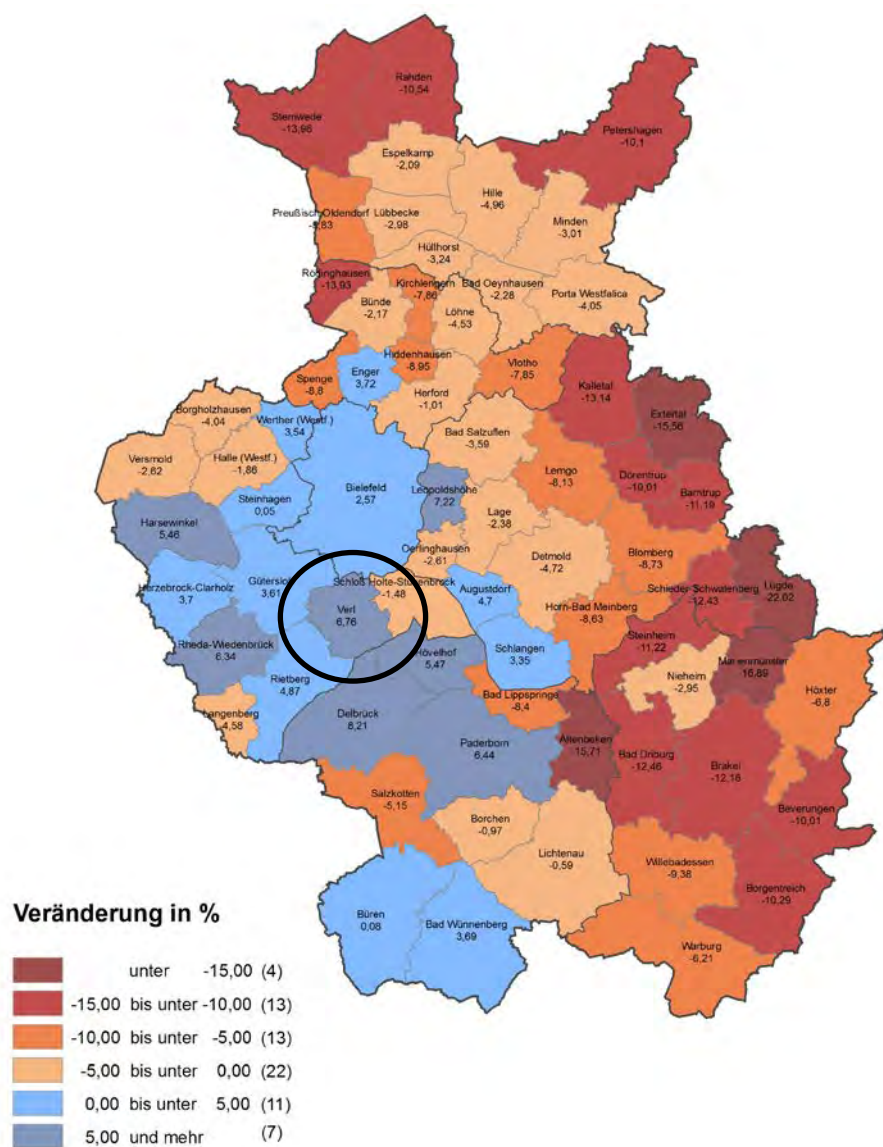 Rahden
-10,54
Stemwede
-13,96
Petershagen
-10,1
Espelkamp
-2,09
Hille
-4,96
Preußisch Oldendorf
-9,83
Lübbecke
-2,98
Minden
-3,01
Hüllhorst
-3,24
Rödinghausen
-13,93
Kirchlengern
-7,86
Bad Oeynhausen
-2,28
Porta Westfalica
-4,05
Bünde
-2,17
Löhne
-4,53
Hiddenhausen
-8,95
Vlotho
-7,85
Enger
3,72
Spenge
-8,8
Kalletal
-13,14
Herford
-1,01
Borgholzhausen
-4,04
Extertal
-15,56
Werther (Westf.)
3,54
Bad Salzuflen
-3,59
Versmold
-2,62
Halle (Westf.)
-1,86
Lemgo
-8,13
Dörentrup
-10,01
Bielefeld
2,57
Leopoldshöhe
7,22
Barntrup
-11,19
Steinhagen
0,05
Lage
-2,38
Harsewinkel
5,46
Oerlinghausen
-2,61
Detmold
-4,72
Blomberg
-8,73
Gütersloh
3,61
Schloß Holte-Stukenbrock
-1,48
Augustdorf
4,7
Schieder-Schwalenberg
-12,43
Lügde
-22,02
Herzebrock-Clarholz
3,7
Verl
6,76
Horn-Bad Meinberg
-8,63
Rheda-Wiedenbrück
6,34
Hövelhof
5,47
Schlangen
3,35
Steinheim
-11,22
Marienmünster
-16,89
Rietberg
4,87
Nieheim
-2,95
Höxter
-6,8
Langenberg
-4,58
Bad Lippspringe
-8,4
Delbrück
8,21
Paderborn
6,44
Altenbeken
-15,71
Bad Driburg
-12,46
Brakel
-12,18
Salzkotten
-5,15
Beverungen
-10,01
Borchen
-0,97
Lichtenau
-0,59
Willebadessen
-9,38
Borgentreich
-10,29
Büren
0,08
Bad Wünnenberg
3,69
Warburg
-6,21
Veränderung in %
unter -15,00 (4)
-15,00 bis unter -10,00 (13)
-10,00 bis unter -5,00 (13)
-5,00 bis unter 0,00 (22)
0,00 bis unter 5,00 (11)
5,00 und mehr (7)